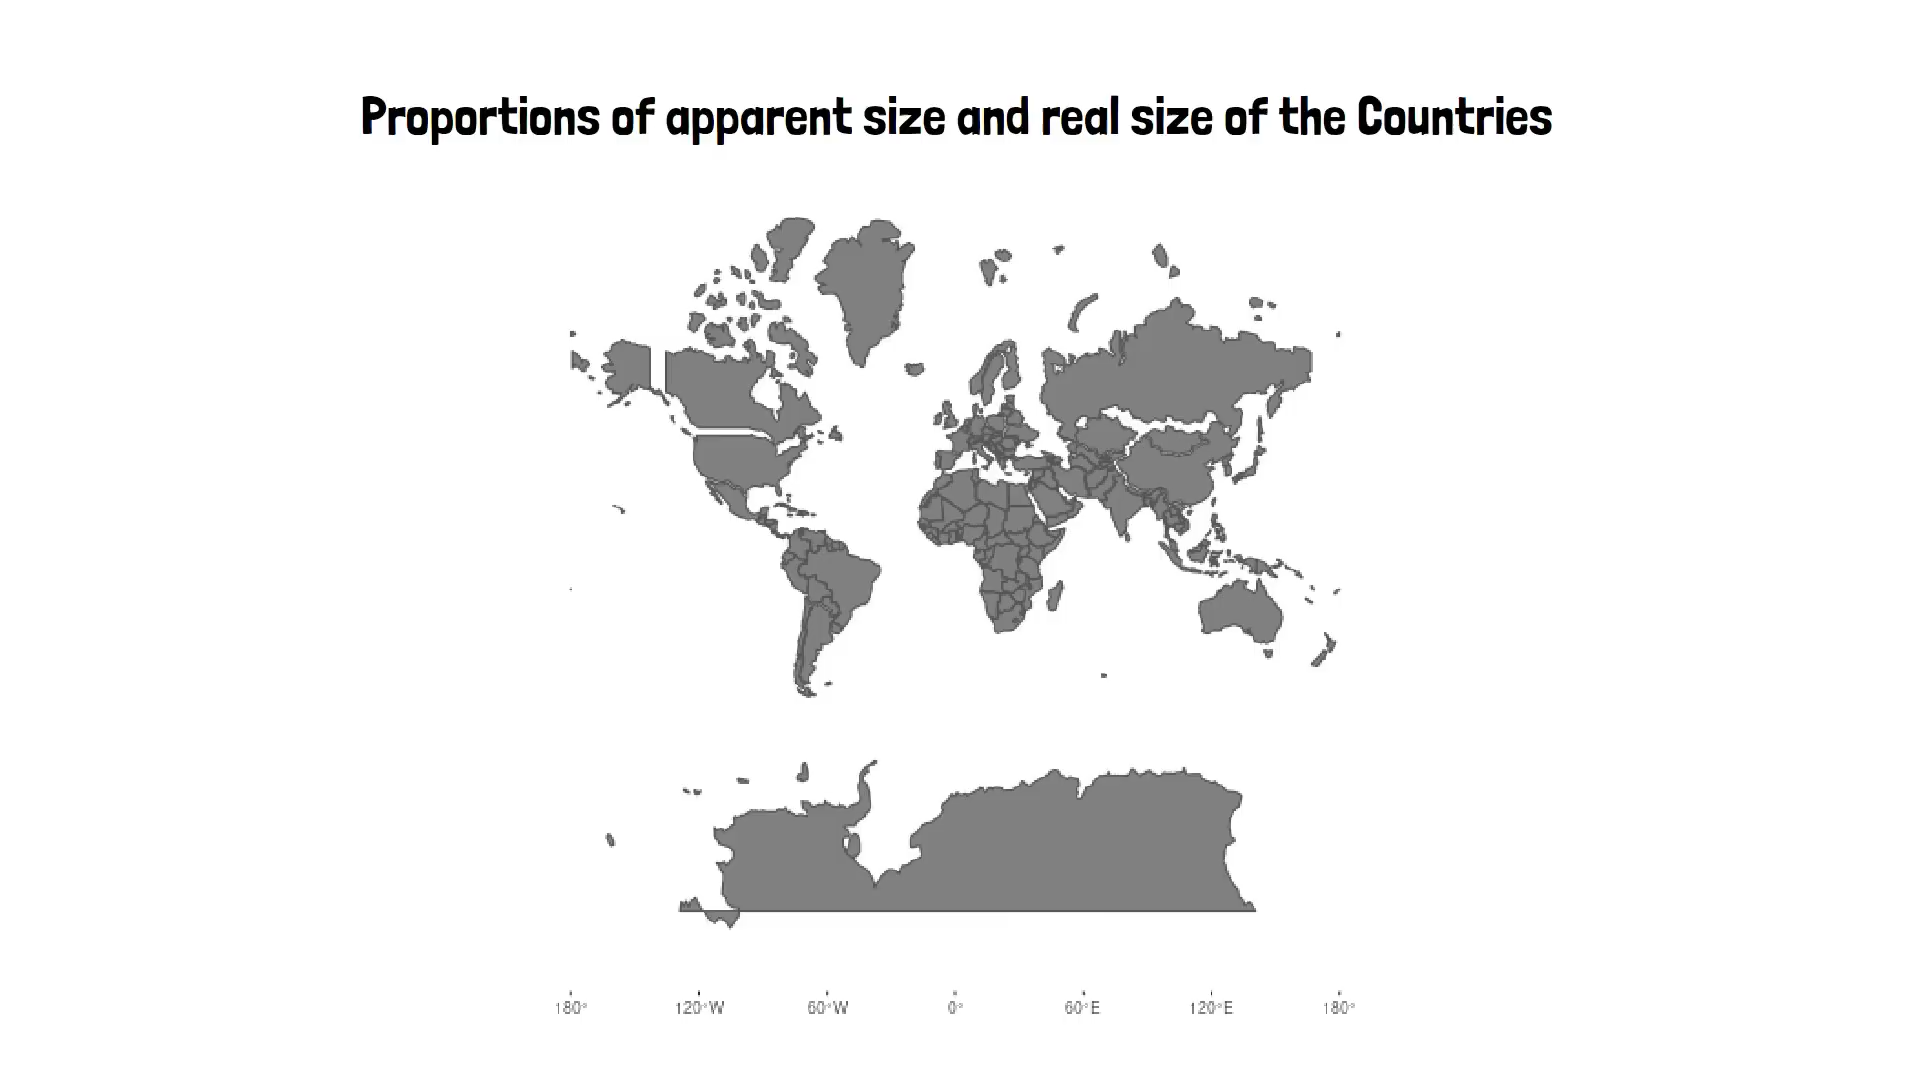 Proportions of apparent size and real size of the Countries
180° 120°W 60°W 0° 60°E 120°E 180°